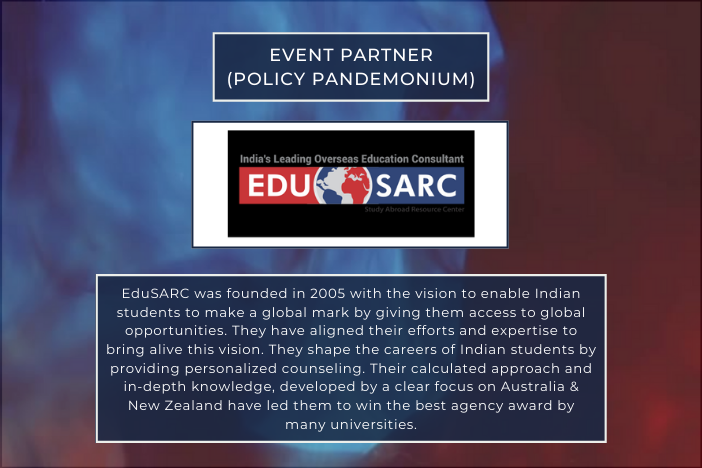 EVENT PARTNER
(POLICY PANDEMONIUM)
India's Leading Overseas Education Consultant
EDU SARC
Study Abroad Resource Center
EduSARC was founded in 2005 with the vision to enable Indian
students to make a global mark by giving them access to global
opportunities. They have aligned their efforts and expertise to
bring alive this vision. They shape the careers of Indian students by
providing personalized counseling. Their calculated approach and
in-depth knowledge, developed by a clear focus on Australia &
New Zealand have led them to win the best agency award by
many universities.